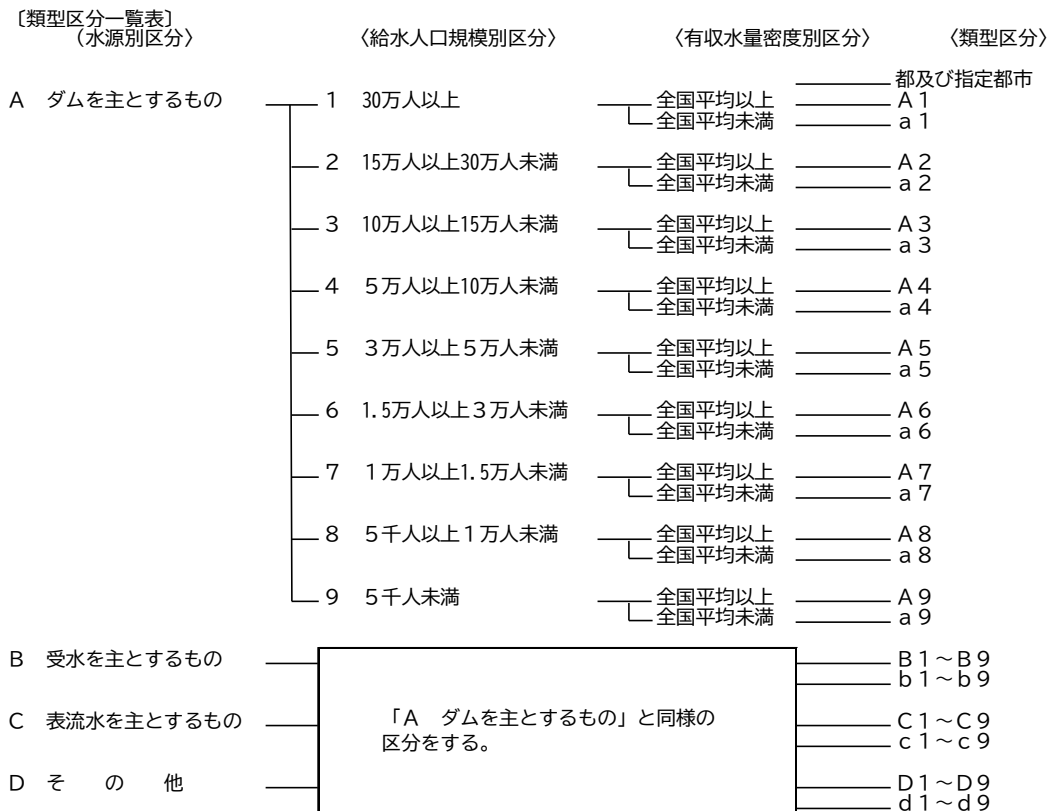 〔類型区分一覧表〕
（水源別区分〉 〈給水人口規模別区分〉 〈有収水量密度別区分〉 〈類型区分〉
都及び指定都市
Ａ ダムを主とするもの １ 30万人以上 全国平均以上 Ａ１
全国平均未満 ａ１
２ 15万人以上30万人未満 全国平均以上 Ａ２
全国平均未満 ａ２
３ 10万人以上15万人未満 全国平均以上 Ａ３
全国平均未満 ａ３
４ ５万人以上10万人未満 全国平均以上 Ａ４
全国平均未満 ａ４
５ ３万人以上５万人未満 全国平均以上 Ａ５
全国平均未満 ａ５
６ 1.5万人以上３万人未満 全国平均以上 Ａ６
全国平均未満 ａ６
７ １万人以上1.5万人未満 全国平均以上 Ａ７
全国平均未満 ａ７
８ ５千人以上１万人未満 全国平均以上 Ａ８
全国平均未満 ａ８
９ ５千人未満 全国平均以上 Ａ９
全国平均未満 ａ９
Ｂ 受水を主とするもの Ｂ１～Ｂ９
ｂ１～ｂ９
Ｃ 表流水を主とするもの 「Ａ ダムを主とするもの」と同様の Ｃ１～Ｃ９
区分をする。 ｃ１～ｃ９
Ｄ そ の 他 Ｄ１～Ｄ９
ｄ１～ｄ９